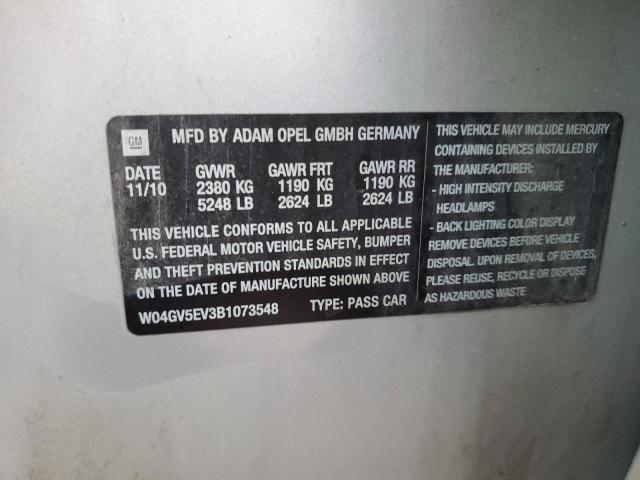 GM
MFD BY ADAM OPEL GMBH GERMANY
DATE GVWR GAWR FRT GAWR RR
11/10 2380 KG 1190 KG 1190 KG
5248 LB 2624 LB 2624 LB
THIS VEHICLE CONFORMS TO ALL APPLICABLE
U.S. FEDERAL MOTOR VEHICLE SAFETY, BUMPER
AND THEFT PREVENTION STANDARDS IN EFFECT
ON THE DATE OF MANUFACTURE SHOWN ABOVE
W04GV5EV3B1073548 TYPE: PASS CAR
THIS VEHICLE MAY INCLUDE MERCURY
CONTAINING DEVICES INSTALLED BY
THE MANUFACTURER:
- HIGH INTENSITY DISCHARGE
HEADLAMPS
- BACK LIGHTING COLOR DISPLAY
REMOVE DEVICES BEFORE VEHICLE
DISPOSAL. UPON REMOVAL OF DEVICES,
PLEASE REUSE, RECYCLE OR DISPOSE
AS HAZARDOUS WASTE